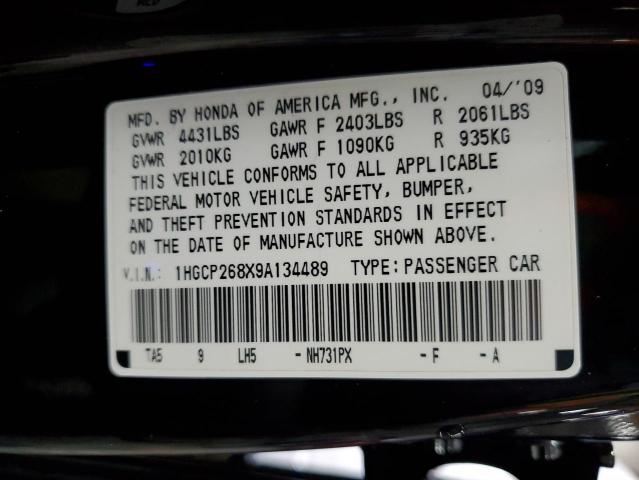 MED
MFD. BY HONDA OF AMERICA MFG., INC. 04/'09
GVWR 4431LBS GAWR F 2403LBS R 2061LBS
GVWR 2010KG GAWR F 1090KG R 935KG
THIS VEHICLE CONFORMS TO ALL APPLICABLE
FEDERAL MOTOR VEHICLE SAFETY, BUMPER,
AND THEFT PREVENTION STANDARDS IN EFFECT
ON THE DATE OF MANUFACTURE SHOWN ABOVE.
V.I.N.: 1HGCP268X9A134489 TYPE: PASSENGER CAR
TA5 9 LH5 - NH731PX - F - A